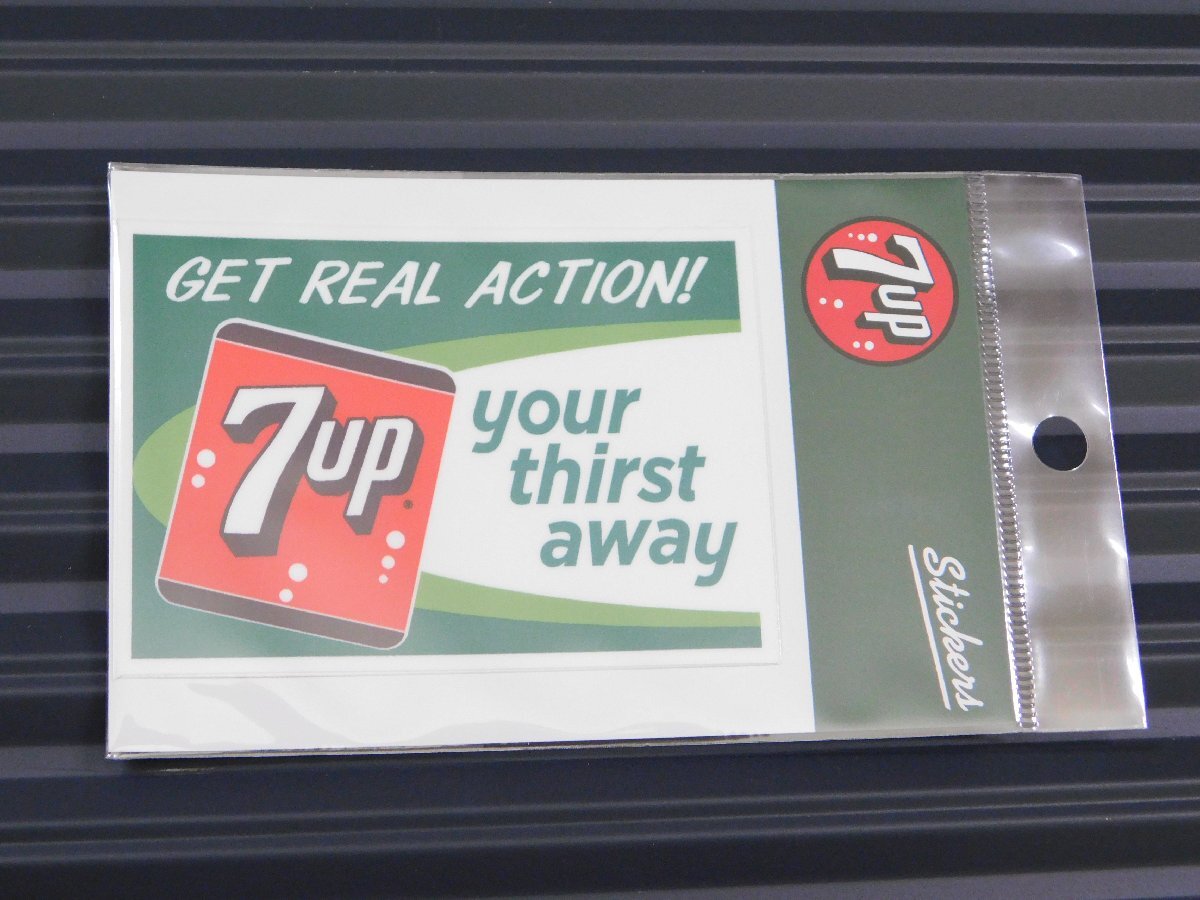 GET REAL ACTION!
7up
your
thirst
away
7up
Stickers